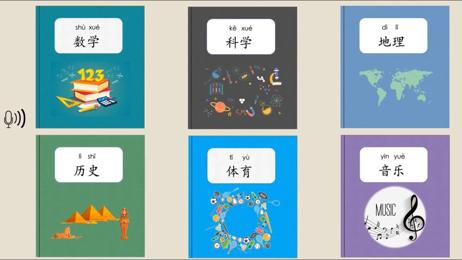 shù xué
数学
123
kē xué
科学
dì lǐ
地理
lì shǐ
历史
tǐ yù
体育
yīn yuè
音乐
MUSIC